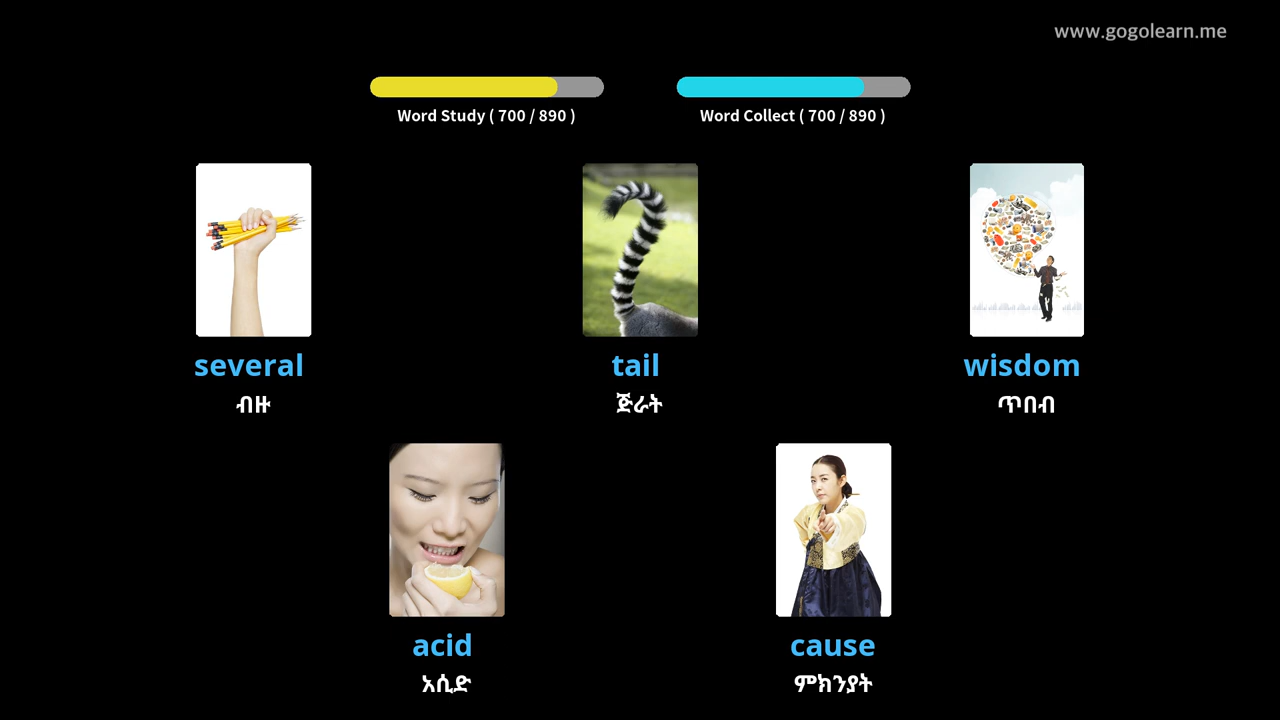 www.gogolearn.me
Word Study ( 700 / 890 )
Word Collect ( 700 / 890 )
several
ብዙ
tail
ጅራት
wisdom
ጥበብ
acid
አሲድ
cause
ምክንያት